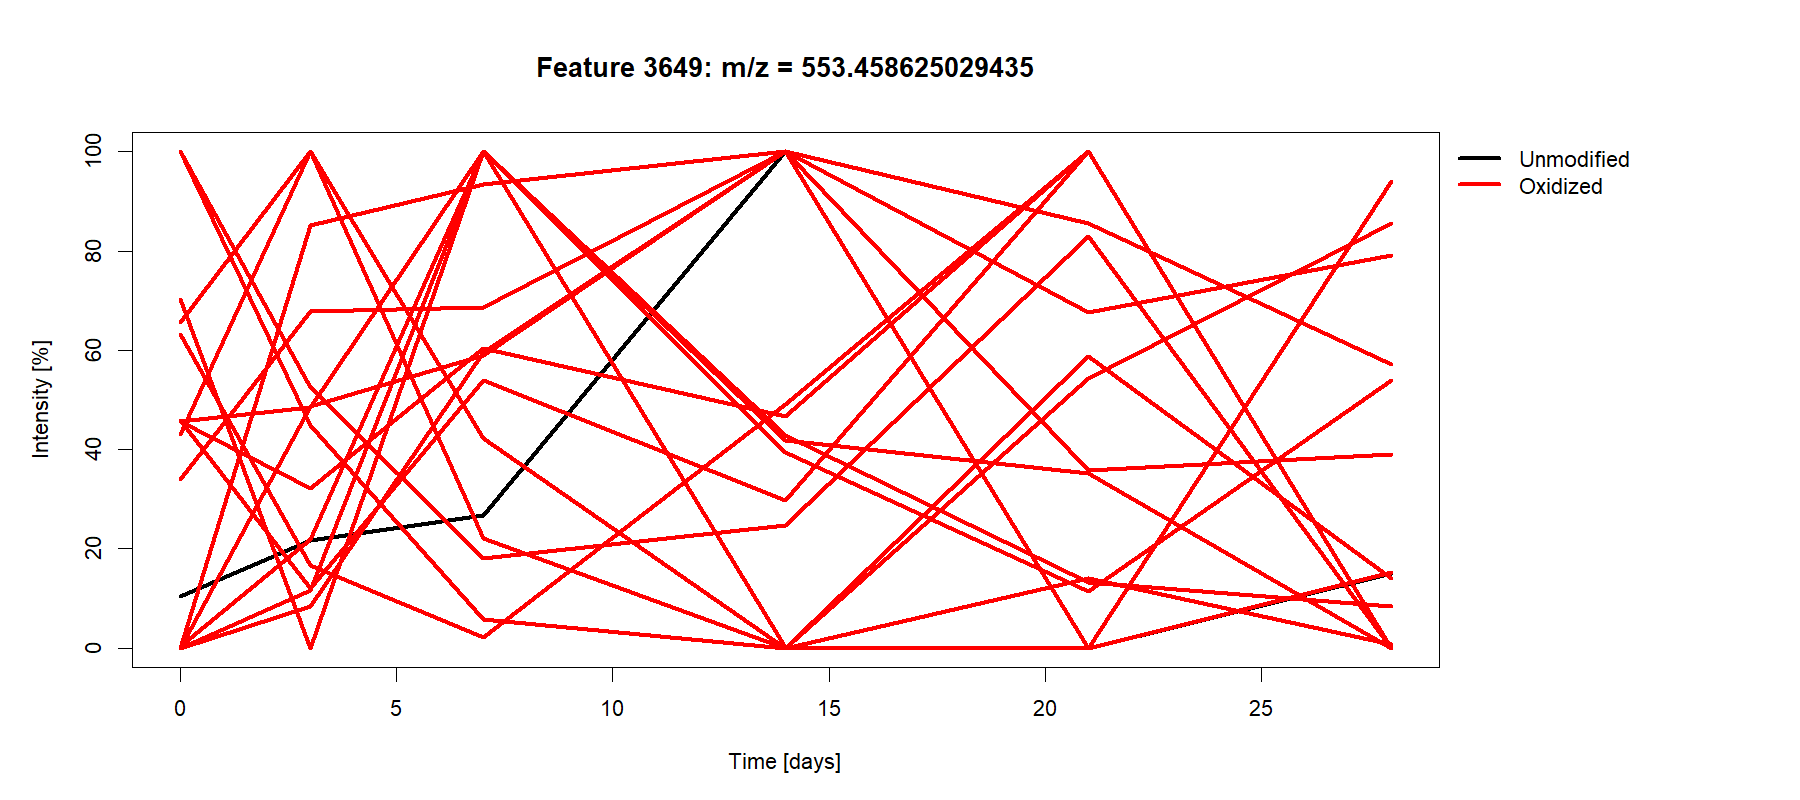 Feature 3649: m/z = 553.458625029435
Unmodified
Oxidized
100
80
60
40
20
0
Intensity [%]
0 5 10 15 20 25
Time [days]